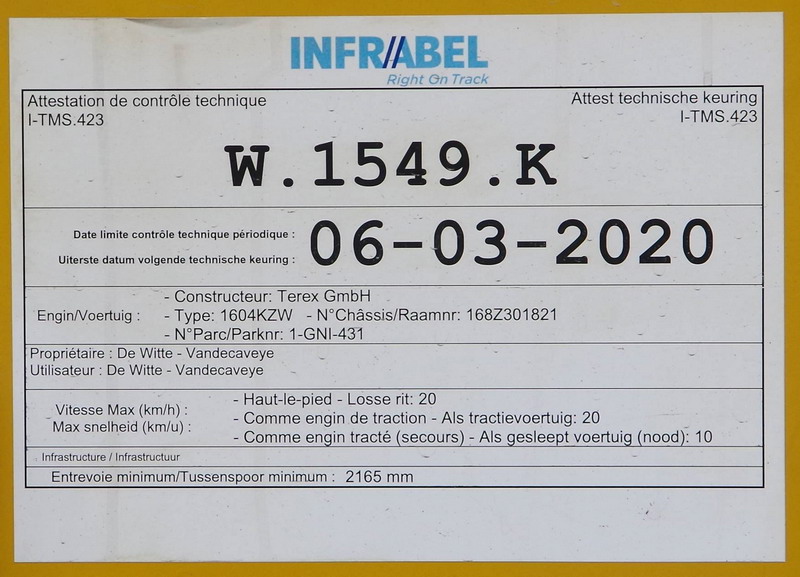 INFRABEL
Right On Track
Attestation de contrôle technique
I-TMS.423
Attest technische keuring
I-TMS.423
W.1549.K
Date limite contrôle technique périodique :
Uiterste datum volgende technische keuring :
06-03-2020
Engin/Voertuig :
- Constructeur: Terex GmbH
- Type: 1604KZW - N°Châssis/Raamnr: 168Z301821
- N°Parc/Parknr: 1-GNI-431
Propriétaire : De Witte - Vandecaveye
Utilisateur : De Witte - Vandecaveye
Vitesse Max (km/h) :
Max snelheid (km/u) :
- Haut-le-pied - Losse rit: 20
- Comme engin de traction - Als tractievoertuig: 20
- Comme engin tracté (secours) - Als gesleept voertuig (nood): 10
Infrastructure / Infrastructuur
Entrevoie minimum/Tussenspoor minimum : 2165 mm